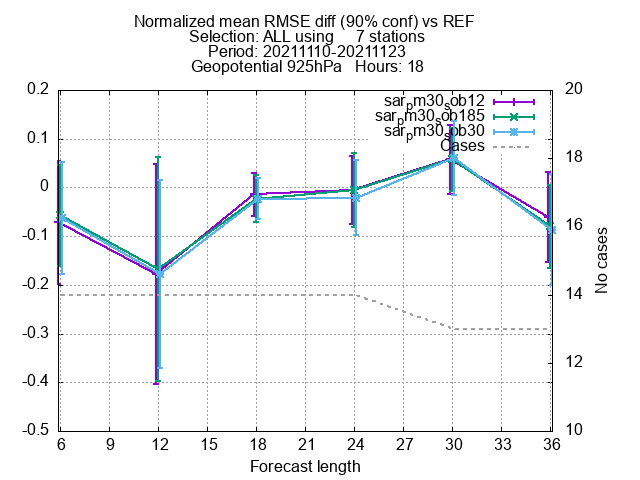 Normalized mean RMSE diff (90% conf) vs REF
Selection: ALL using 7 stations
Period: 20211110-20211123
Geopotential 925hPa Hours: 18
sar_pm30_sob12
sar_pm30_sob185
sar_pm30_sob30
Cases
0.2
0.1
0
-0.1
-0.2
-0.3
-0.4
-0.5
20
18
16
14
12
10
No cases
6 9 12 15 18 21 24 27 30 33 36
Forecast length